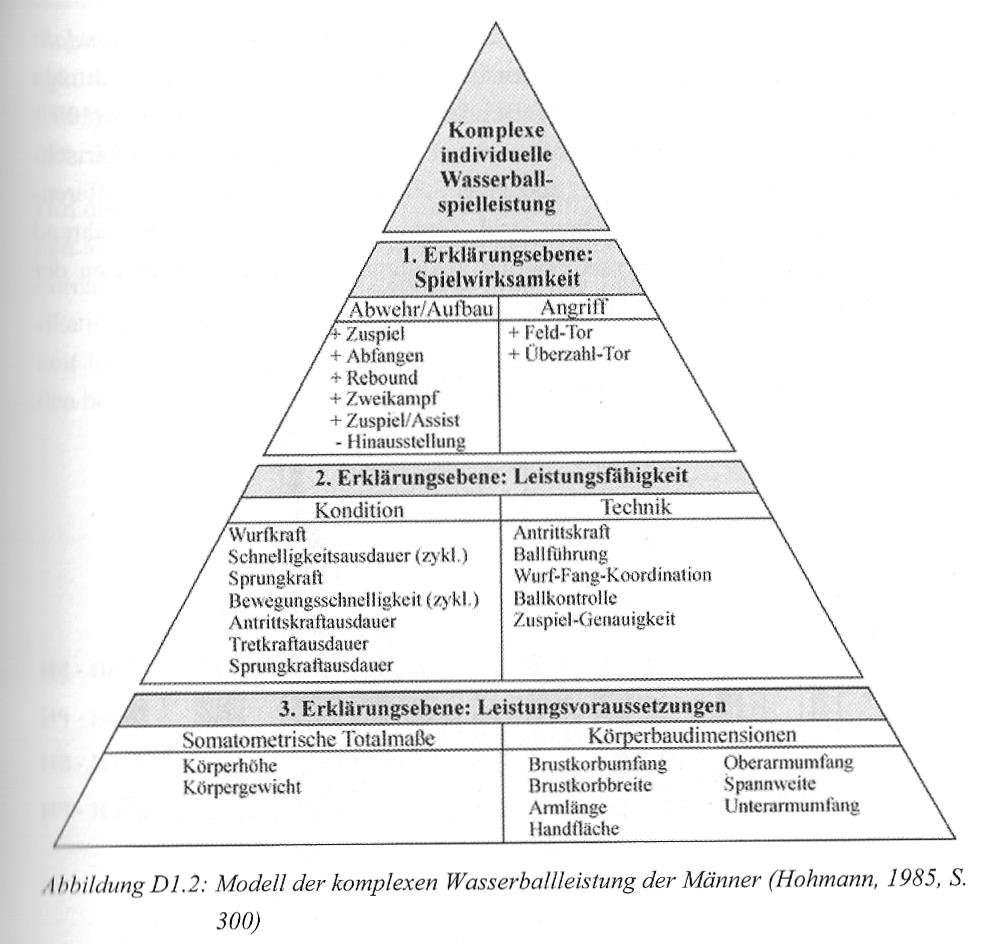 Komplexe
individuelle
Wasserball-
spielleistung
1. Erklärungsebene:
Spielwirksamkeit
Abwehr/Aufbau
+ Zuspiel
+ Abfangen
+ Rebound
+ Zweikampf
+ Zuspiel/Assist
- Hinausstellung
Angriff
+ Feld-Tor
+ Überzahl-Tor
2. Erklärungsebene: Leistungsfähigkeit
Kondition
Wurfkraft
Schnelligkeitsausdauer (zykl.)
Sprungkraft
Bewegungsschnelligkeit (zykl.)
Antrittskraftausdauer
Tretkraftausdauer
Sprungkraftausdauer
Technik
Antrittskraft
Ballführung
Wurf-Fang-Koordination
Ballkontrolle
Zuspiel-Genauigkeit
3. Erklärungsebene: Leistungsvoraussetzungen
Somatometrische Totalmaße
Körperhöhe
Körpergewicht
Körperbaudimensionen
Brustkorbumfang
Brustkorbbreite
Armlänge
Handfläche
Oberarmumfang
Spannweite
Unterarmumfang
Abbildung D1.2: Modell der komplexen Wasserballleistung der Männer (Hohmann, 1985, S.
300)